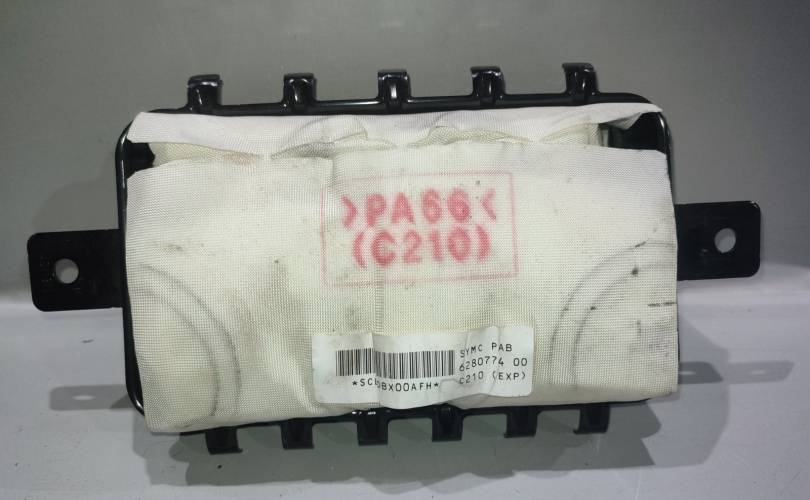 >PA66<
(C210)
SYMC PAB
6280774 00
C210 (EXP)